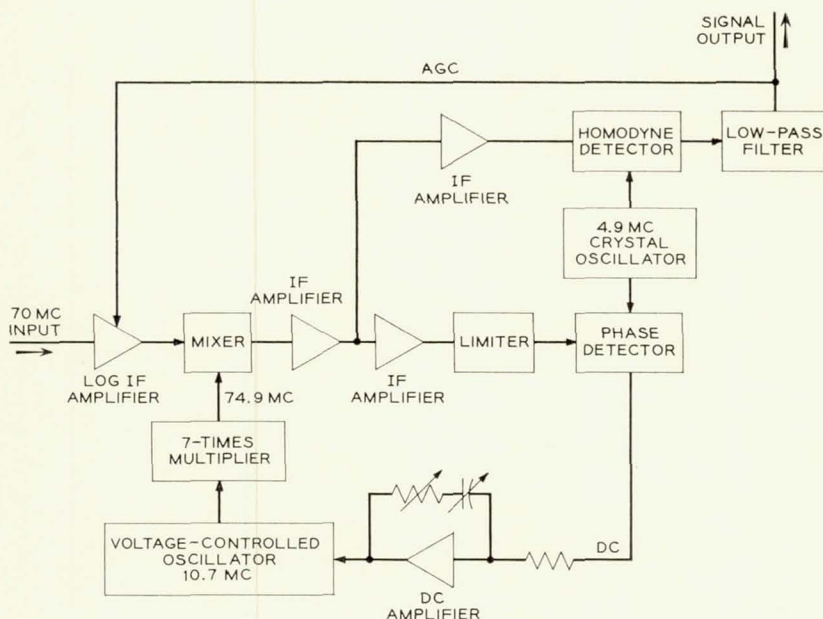 SIGNAL
OUTPUT
AGC
HOMODYNE
DETECTOR
LOW-PASS
FILTER
IF
AMPLIFIER
4.9 MC
CRYSTAL
OSCILLATOR
IF
AMPLIFIER
70 MC
INPUT
MIXER
LIMITER
PHASE
DETECTOR
LOG IF
AMPLIFIER
74.9 MC
IF
AMPLIFIER
7-TIMES
MULTIPLIER
VOLTAGE-CONTROLLED
OSCILLATOR
10.7 MC
DC
DC
AMPLIFIER